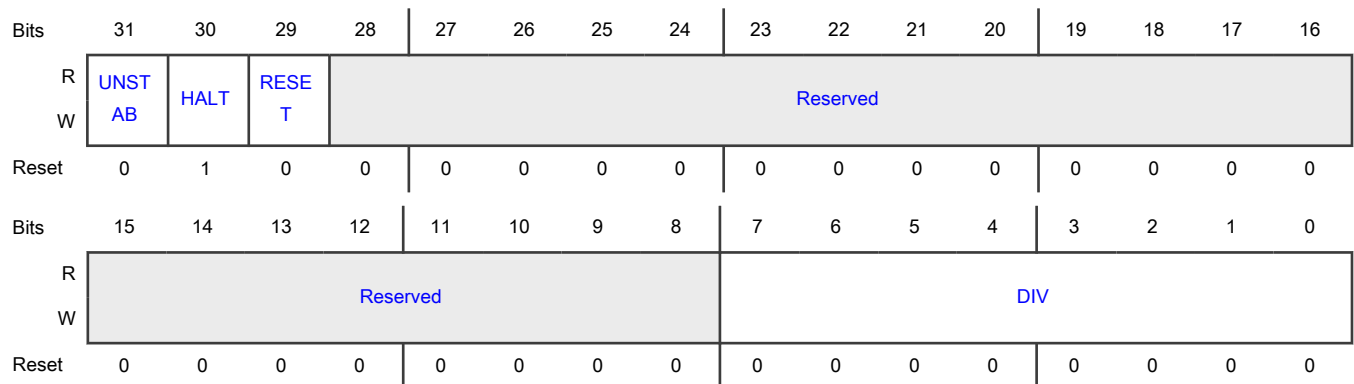 Bits 31 30 29 28 27 26 25 24 23 22 21 20 19 18 17 16
R
UNST
AB HALT RESE
T Reserved
W
Reset 0 1 0 0 0 0 0 0 0 0 0 0 0 0 0 0
Bits 15 14 13 12 11 10 9 8 7 6 5 4 3 2 1 0
R
Reserved DIV
W
Reset 0 0 0 0 0 0 0 0 0 0 0 0 0 0 0 0